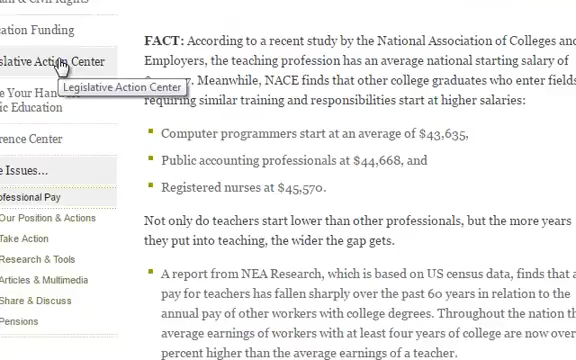 & Civil Rights
cation Funding
slative Action Center
Legislative Action Center
e Your Han
ic Education
rence Center
e Issues...
ofessional Pay
Our Position & Actions
Take Action
Research & Tools
Articles & Multimedia
Share & Discuss
Pensions
FACT: According to a recent study by the National Association of Colleges and
Employers, the teaching profession has an average national starting salary of
Meanwhile, NACE finds that other college graduates who enter fields
requiring similar training and responsibilities start at higher salaries:
Computer programmers start at an average of $43,635,
Public accounting professionals at $44,668, and
Registered nurses at $45,570.
Not only do teachers start lower than other professionals, but the more years
they put into teaching, the wider the gap gets.
A report from NEA Research, which is based on US census data, finds that a
pay for teachers has fallen sharply over the past 60 years in relation to the
annual pay of other workers with college degrees. Throughout the nation th
average earnings of workers with at least four years of college are now over
percent higher than the average earnings of a teacher.